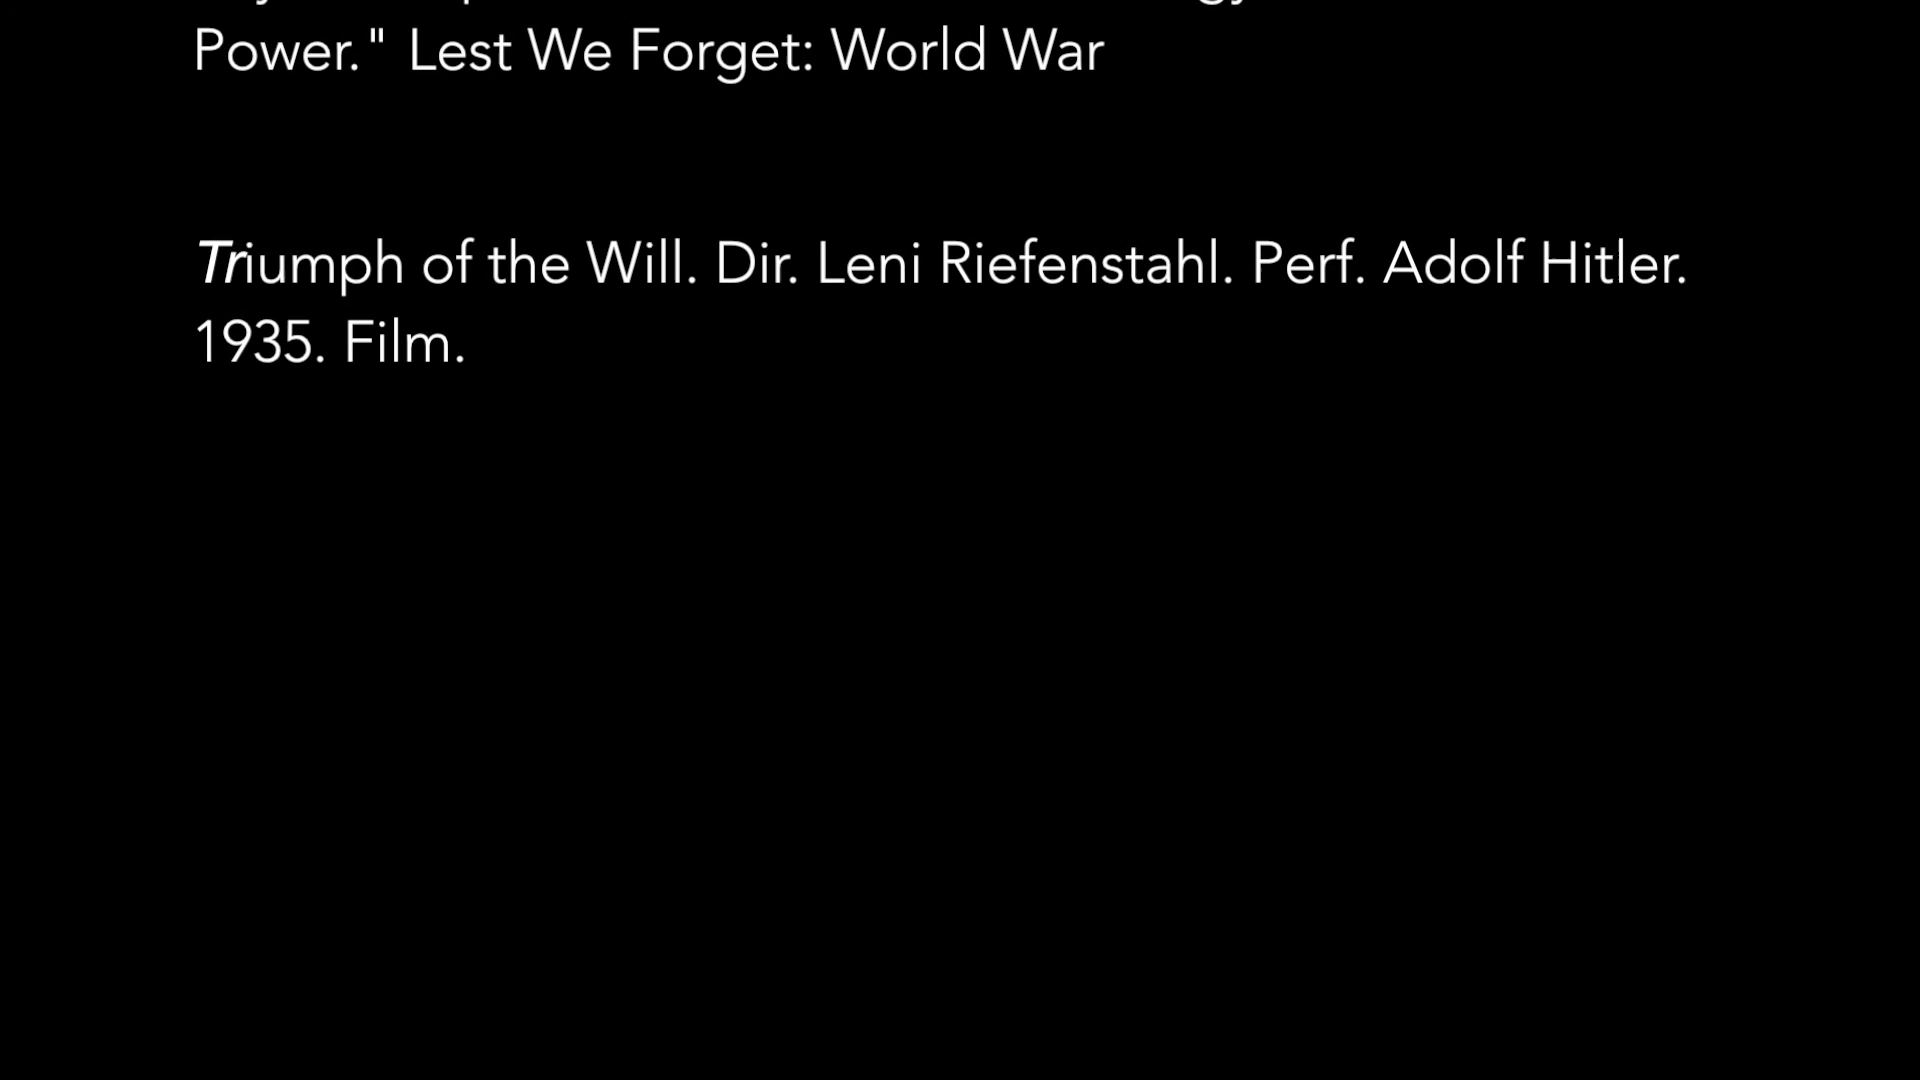 Power." Lest We Forget: World War
Triumph of the Will. Dir. Leni Riefenstahl. Perf. Adolf Hitler.
1935. Film.